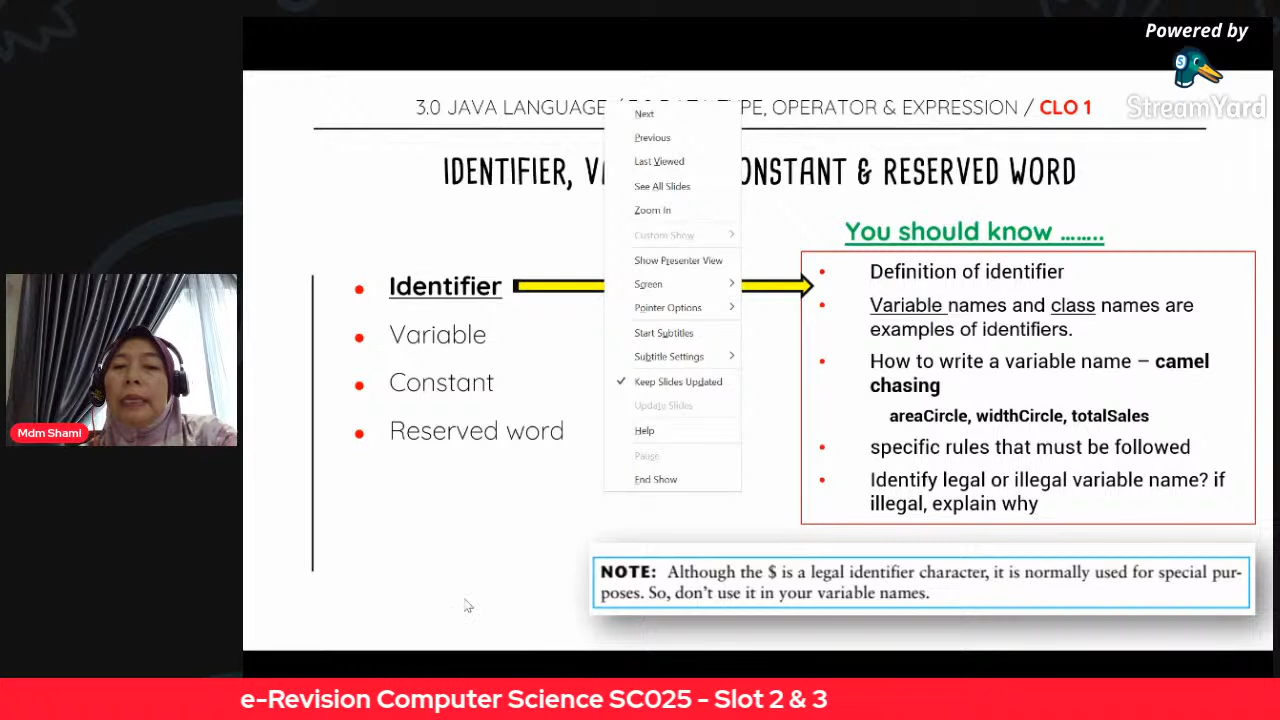 Powered by
StreamYard
3.0 JAVA LANGUAGE / TYPE, OPERATOR & EXPRESSION / CLO 1
IDENTIFIER, CONSTANT & RESERVED WORD
Next
Previous
Last Viewed
See All Slides
Zoom In
Custom Show
Show Presenter View
Screen
Pointer Options
Start Subtitles
Subtitle Settings
Keep Slides Updated
Update Slides
Help
Pause
End Show
Identifier
Variable
Constant
Reserved word
You should know ........
Definition of identifier
Variable names and class names are
examples of identifiers.
How to write a variable name – camel
chasing
areaCircle, widthCircle, totalSales
specific rules that must be followed
Identify legal or illegal variable name? if
illegal, explain why
NOTE: Although the $ is a legal identifier character, it is normally used for special pur-
poses. So, don't use it in your variable names.
Mdm Shami
e-Revision Computer Science SC025 - Slot 2 & 3